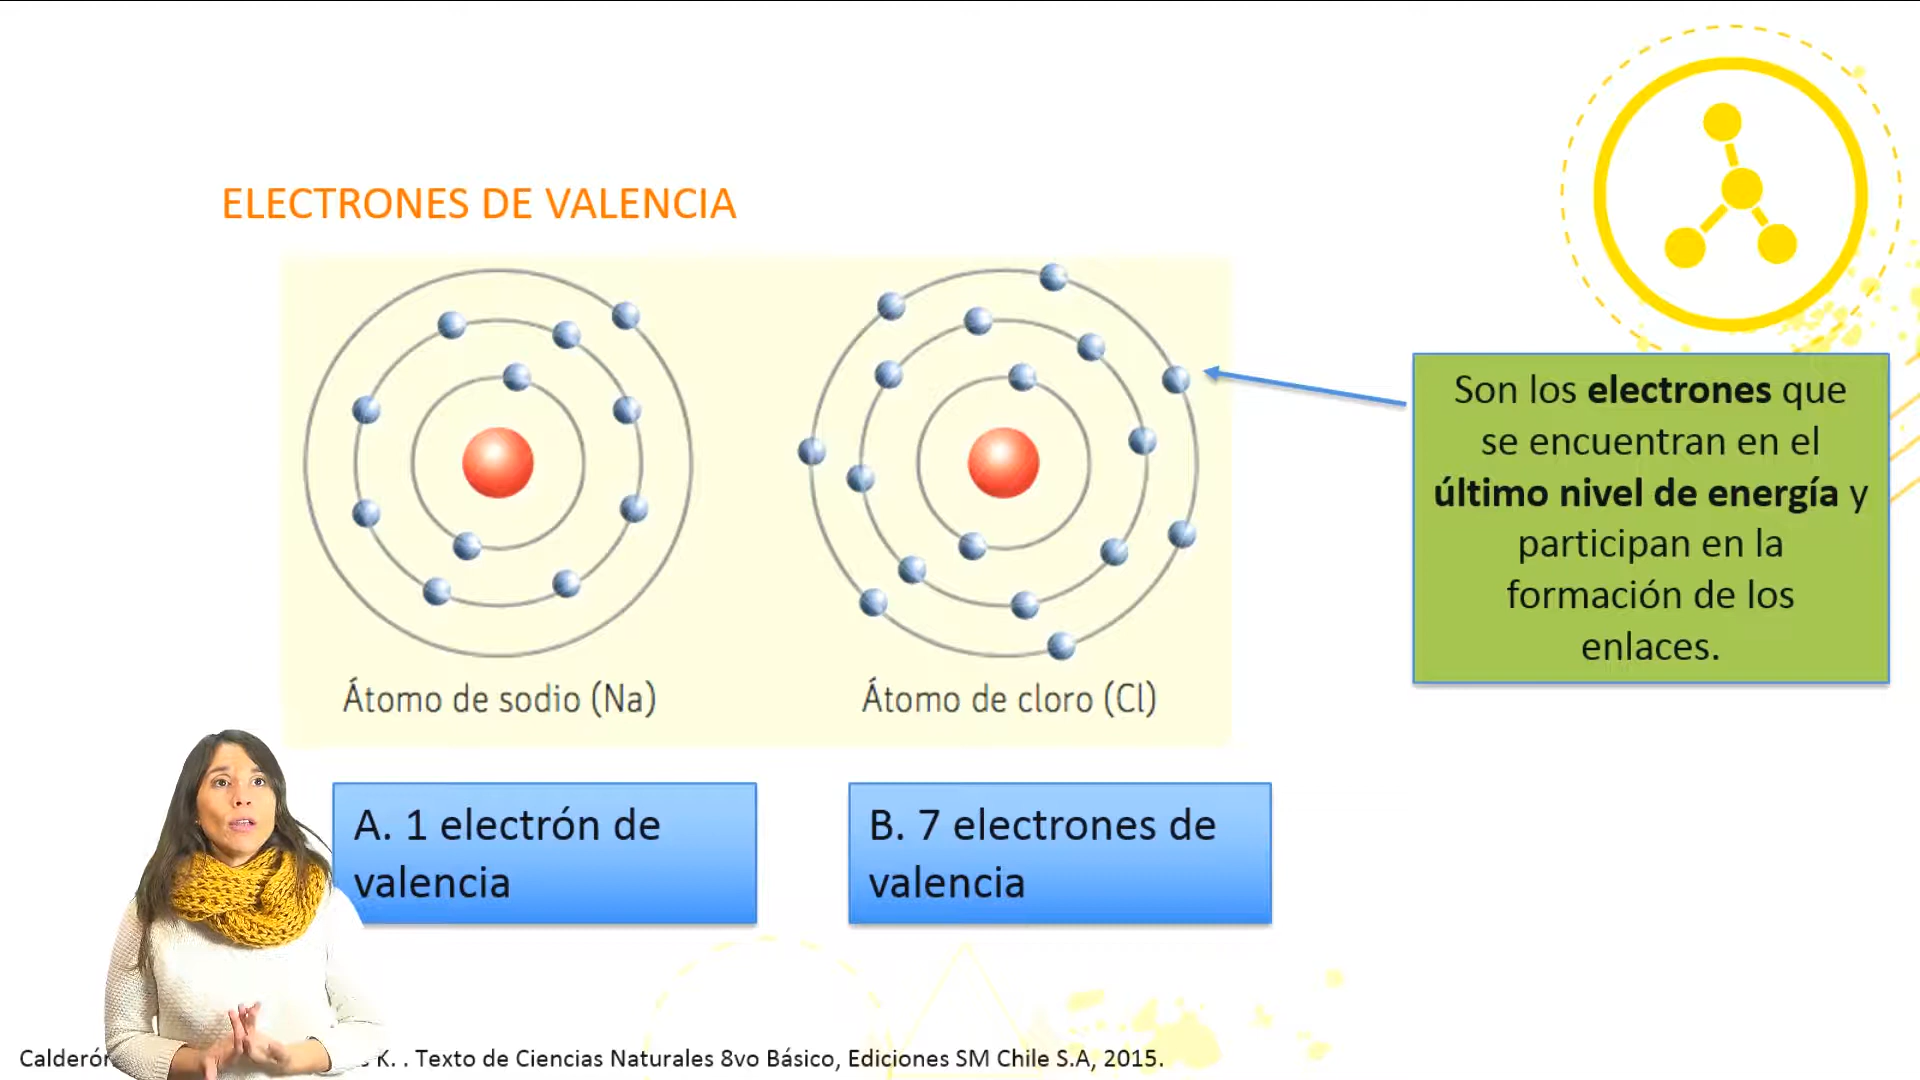 ELECTRONES DE VALENCIA
Átomo de sodio (Na)
Átomo de cloro (Cl)
Son los electrones que
se encuentran en el
último nivel de energía y
participan en la
formación de los
enlaces.
A. 1 electrón de
valencia
B. 7 electrones de
valencia
K. . Texto de Ciencias Naturales 8vo Básico, Ediciones SM Chile S.A, 2015.